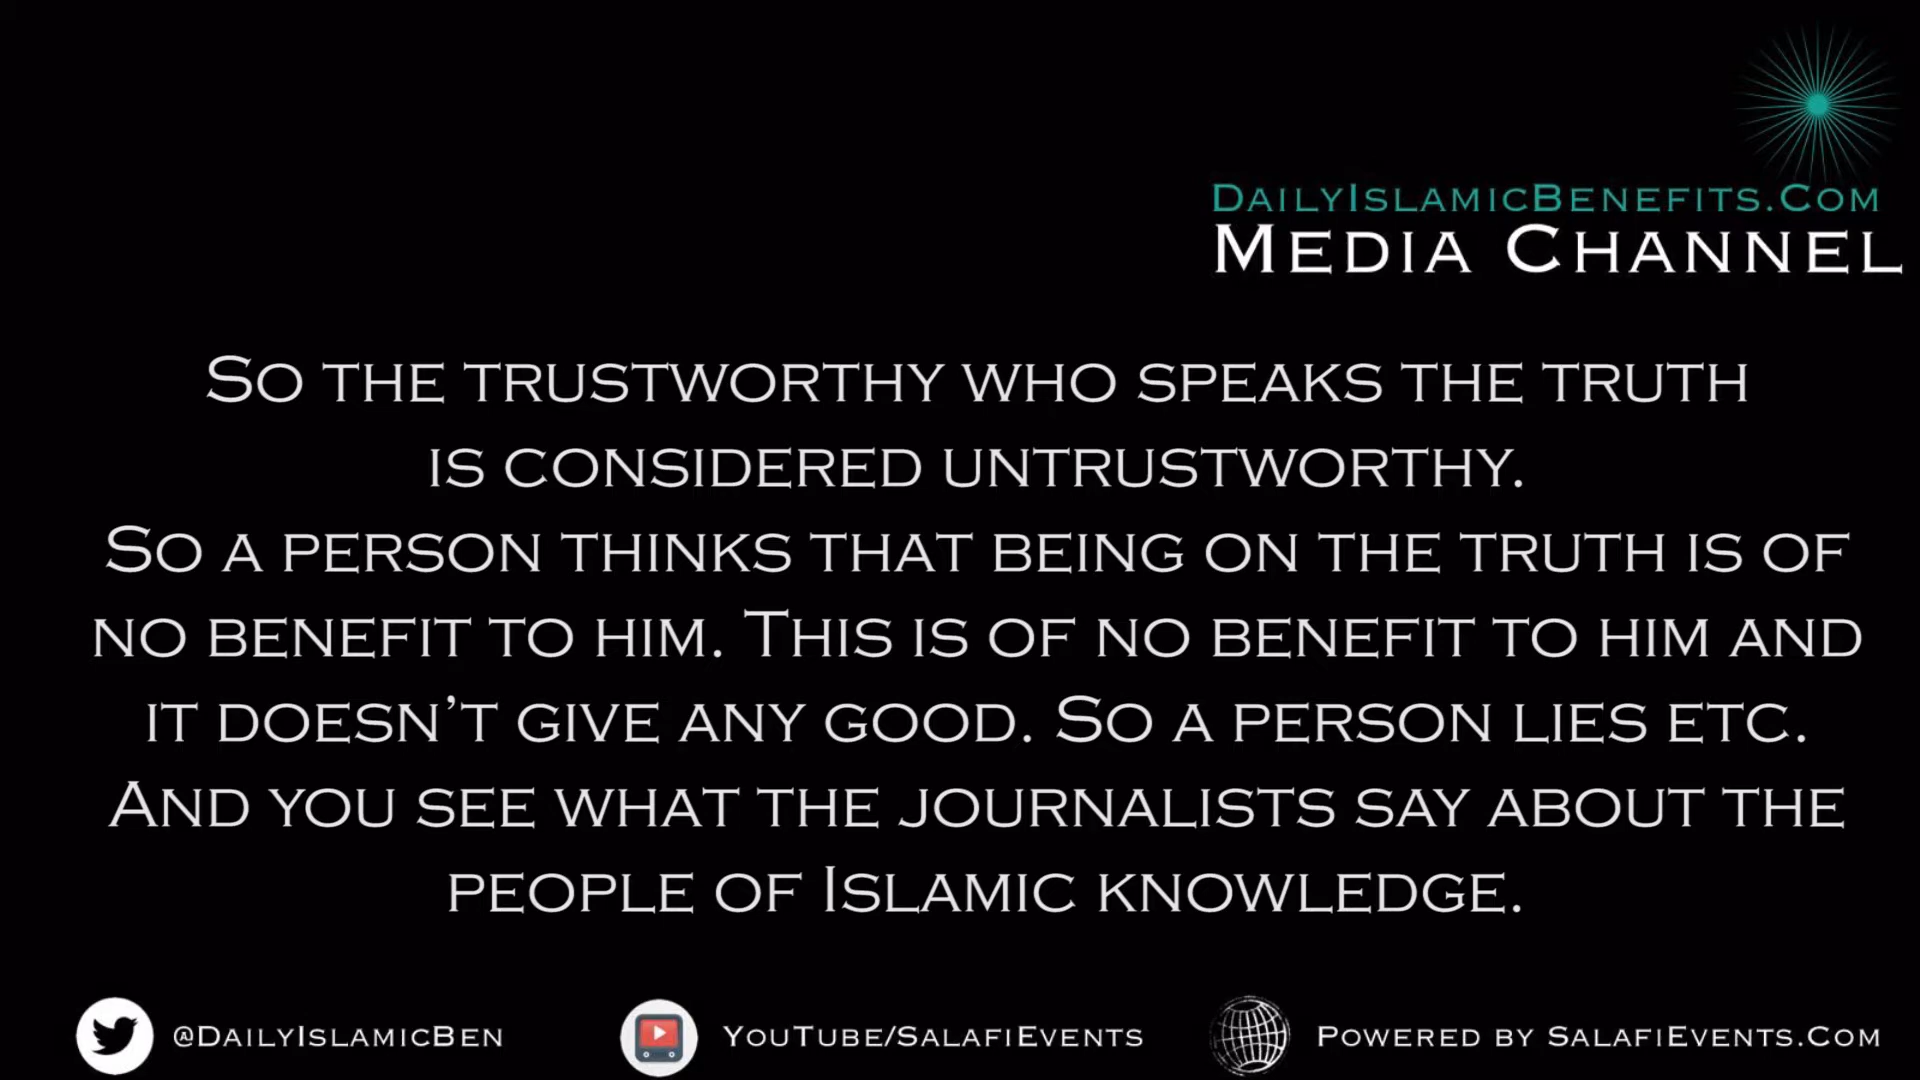 DailyIslamicBenefits.Com
Media Channel
So the trustworthy who speaks the truth
is considered untrustworthy.
So a person thinks that being on the truth is of
no benefit to him. This is of no benefit to him and
it doesn't give any good. So a person lies etc.
And you see what the journalists say about the
people of Islamic knowledge.
@DailyIslamicBen
YouTube/SalafiEvents
Powered by SalafiEvents.Com